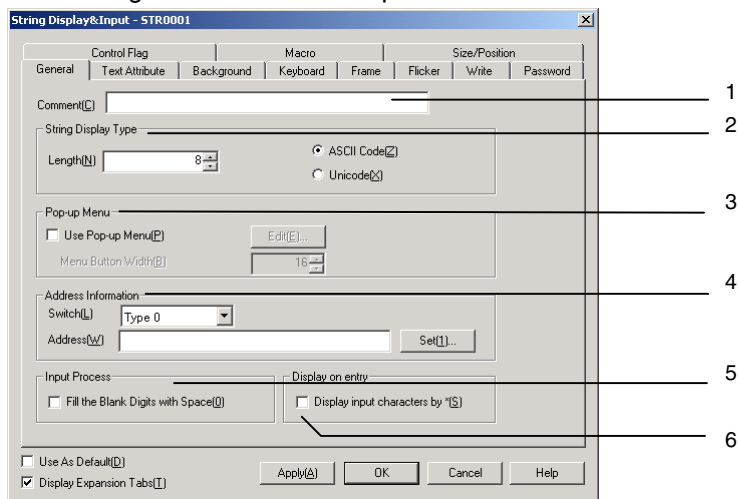 String Display&Input - STR0001
Control Flag Macro Size/Position
General Text Attribute Background Keyboard Frame Flicker Write Password
Comment(C) 1
String Display Type 2
Length(N) 8 ASCII Code(Z)
Unicode(X)
Pop-up Menu 3
Use Pop-up Menu(P) Edit(E)...
Menu Button Width(B) 16
Address Information 4
Switch(L) Type 0
Address(W) Set(1)...
Input Process Display on entry 5
Fill the Blank Digits with Space(0) Display input characters by *(S)
6
Use As Default(D)
Display Expansion Tabs(T) Apply(A) OK Cancel Help